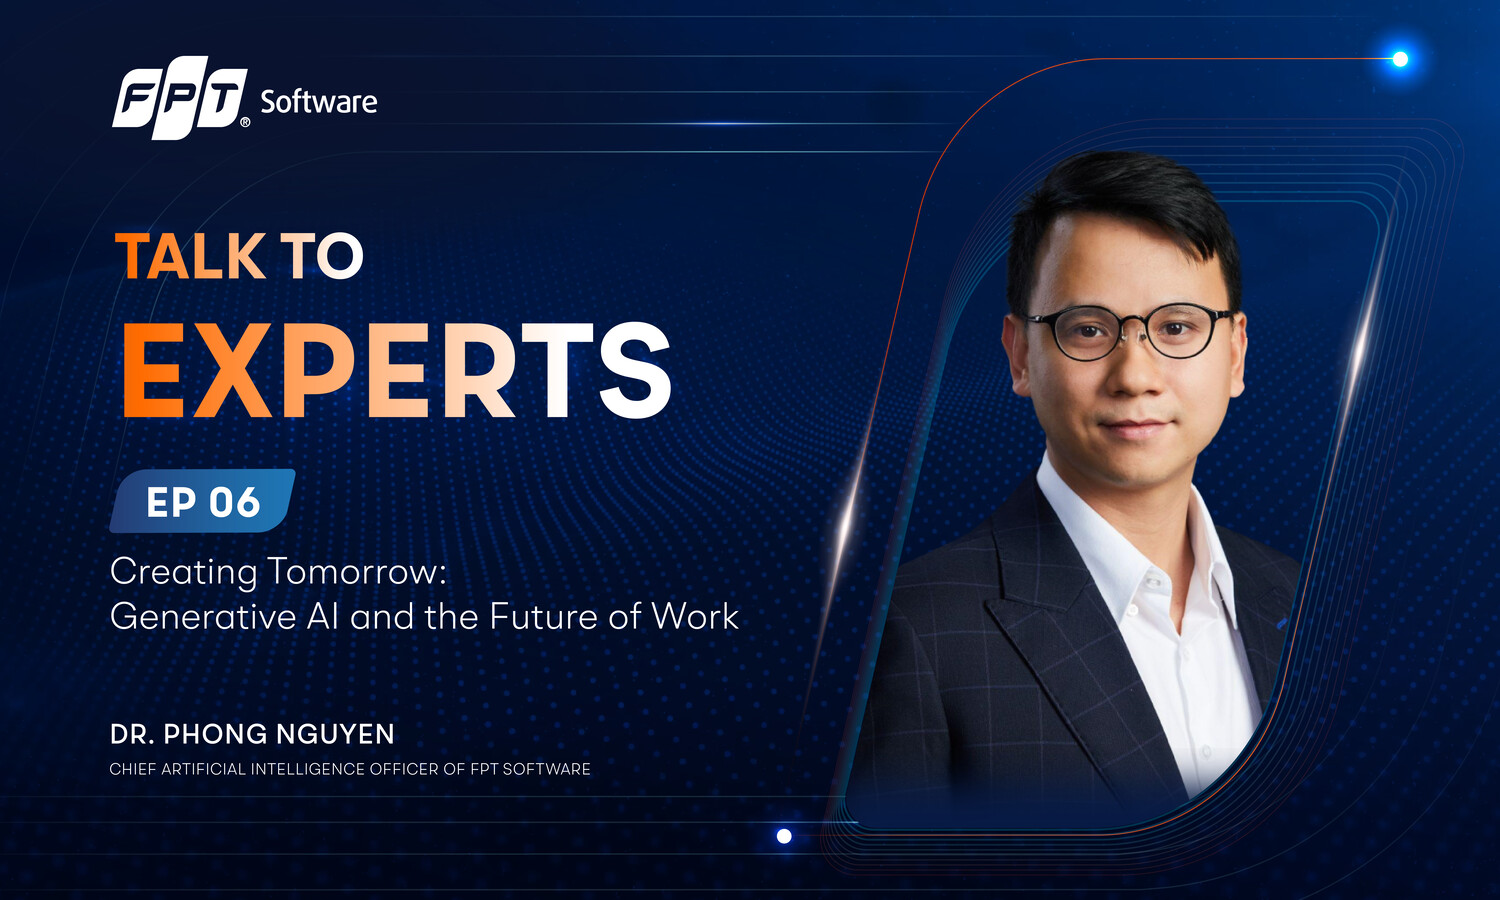 FPT® Software
TALK TO
EXPERTS
EP 06
Creating Tomorrow:
Generative AI and the Future of Work
DR. PHONG NGUYEN
CHIEF ARTIFICIAL INTELLIGENCE OFFICER OF FPT SOFTWARE